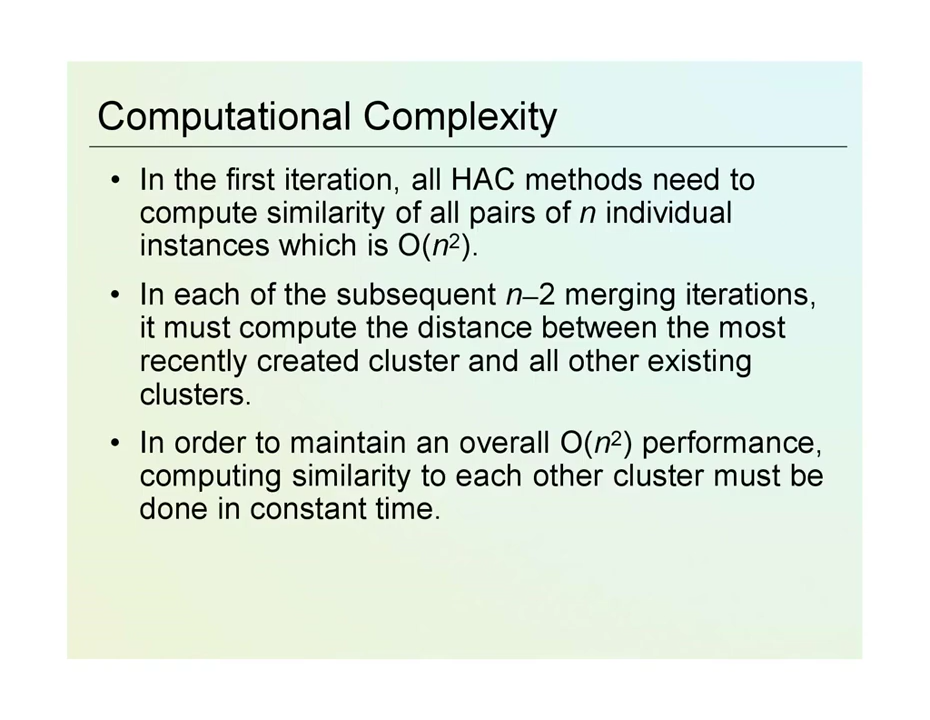 Computational Complexity
• In the first iteration, all HAC methods need to
compute similarity of all pairs of n individual
instances which is O(n²).
• In each of the subsequent n–2 merging iterations,
it must compute the distance between the most
recently created cluster and all other existing
clusters.
• In order to maintain an overall O(n²) performance,
computing similarity to each other cluster must be
done in constant time.